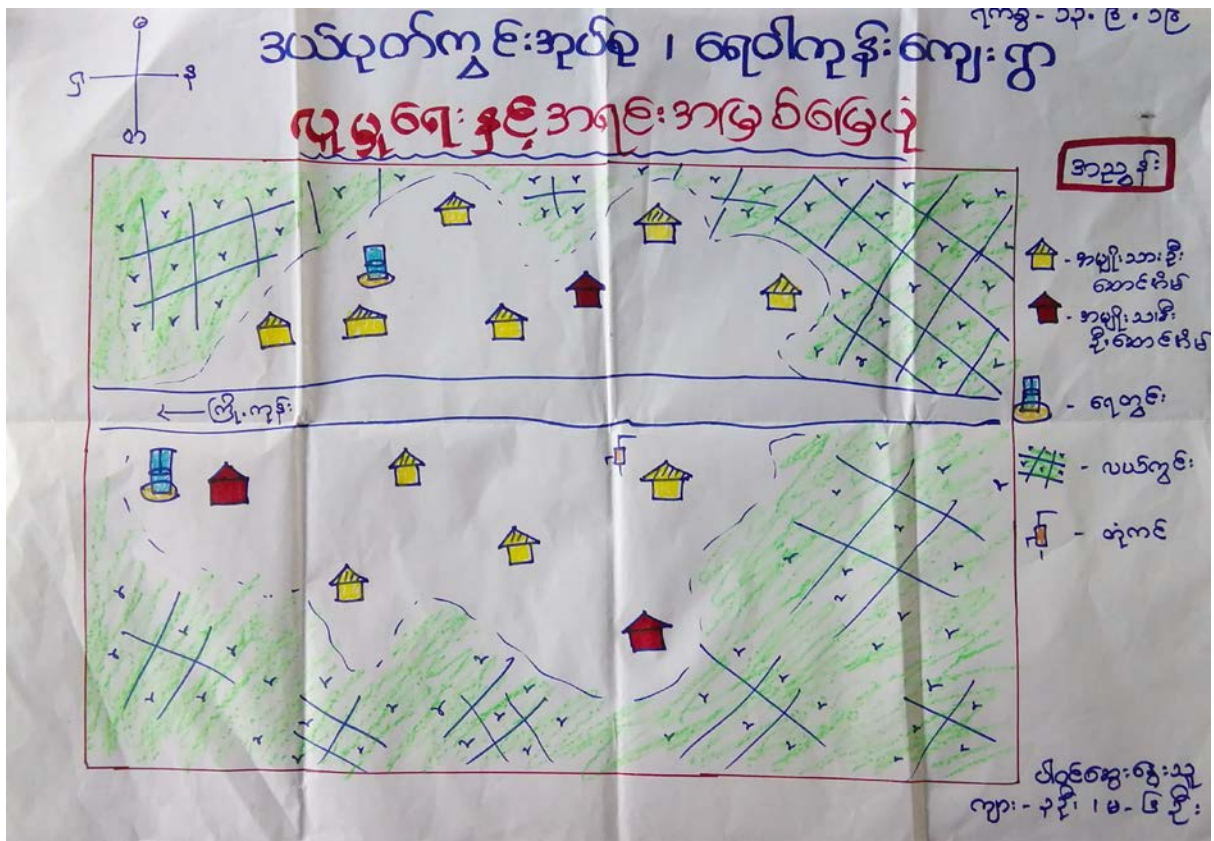 ရက်စွဲ - ၁၃.၉.၁၉
ဒယ်ပုတ်ကွင်းအုပ်စု ၊ ရေဝါကုန်းကျေးရွာ
လူမှုရေးနှင့်အရင်းအမြစ်မြေပုံ
တ
အညွှန်း
- အမျိုးသားဦး
ဆောင်အိမ်
- အမျိုးသမီး
ဦးဆောင်အိမ်
- ရေတွင်း
- လယ်ကွင်း
- တုံကင်
← ကြို့ကုန်း
ပါဝင်ဆွေးနွေးသူ
ကျား - ၃ဦး ၊ မ - ၆ ဦး